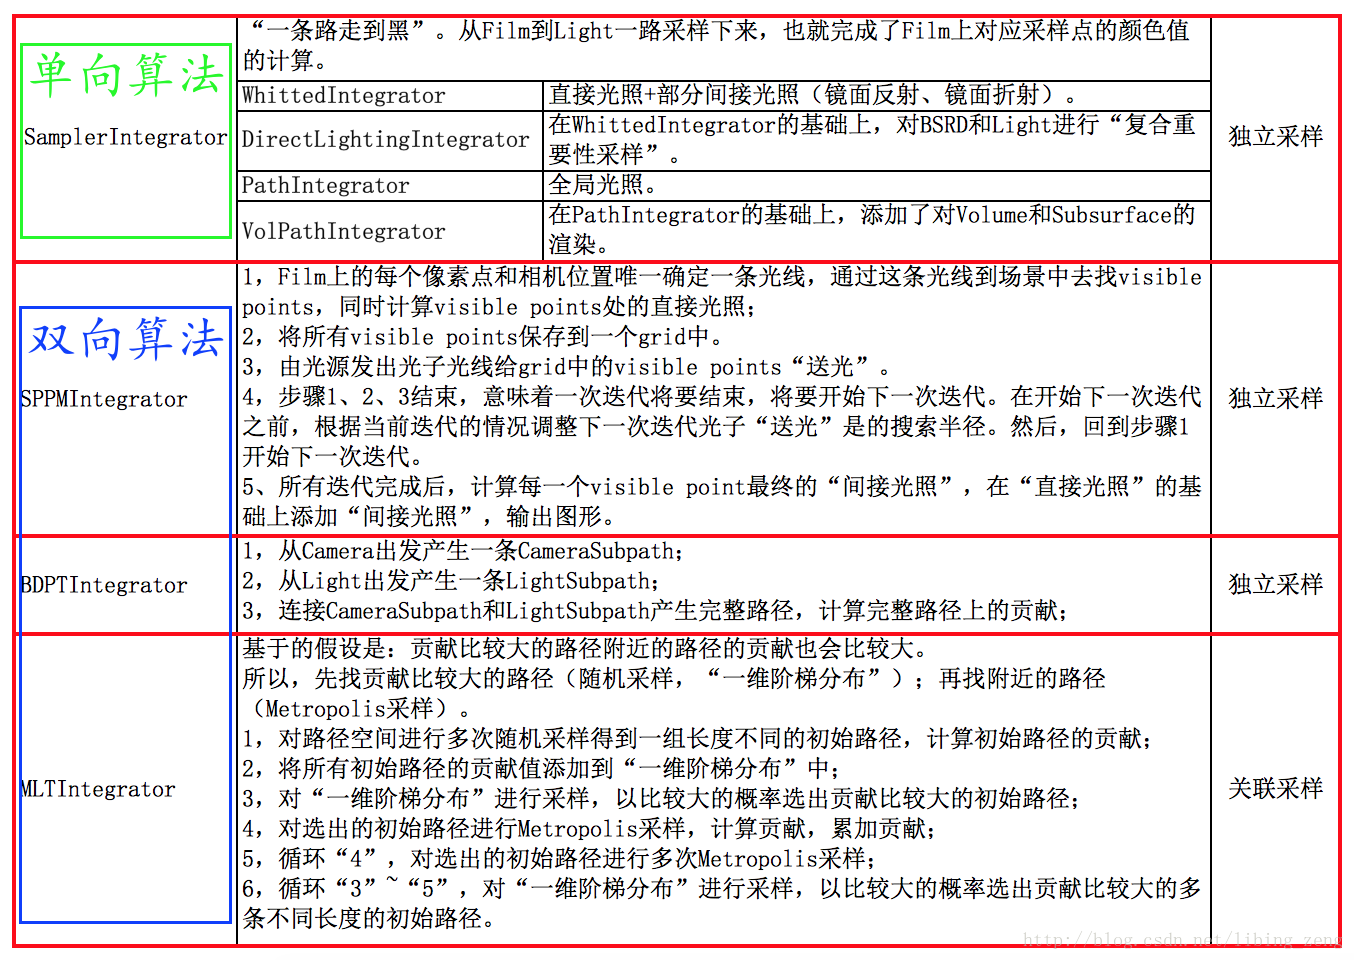 单向算法
SamplerIntegrator
“一条路走到黑”。从Film到Light一路采样下来，也就完成了Film上对应采样点的颜色值
的计算。
WhittedIntegrator
直接光照+部分间接光照（镜面反射、镜面折射）。
DirectLightingIntegrator
在WhittedIntegrator的基础上，对BSRD和Light进行“复合重
要性采样”。
PathIntegrator
全局光照。
VolPathIntegrator
在PathIntegrator的基础上，添加了对Volume和Subsurface的
渲染。
独立采样
双向算法
SPPMIntegrator
1，Film上的每个像素点和相机位置唯一确定一条光线，通过这条光线到场景中去找visible
points，同时计算visible points处的直接光照；
2，将所有visible points保存到一个grid中。
3，由光源发出光子光线给grid中的visible points“送光”。
4，步骤1、2、3结束，意味着一次迭代将要结束，将要开始下一次迭代。在开始下一次迭代
之前，根据当前迭代的情况调整下一次迭代光子“送光”是的搜索半径。然后，回到步骤1
开始下一次迭代。
5、所有迭代完成后，计算每一个visible point最终的“间接光照”，在“直接光照”的基
础上添加“间接光照”，输出图形。
独立采样
BDPTIntegrator
1，从Camera出发产生一条CameraSubpath；
2，从Light出发产生一条LightSubpath；
3，连接CameraSubpath和LightSubpath产生完整路径，计算完整路径上的贡献；
独立采样
MLTIntegrator
基于的假设是：贡献比较大的路径附近的路径的贡献也会比较大。
所以，先找贡献比较大的路径（随机采样，“一维阶梯分布”）；再找附近的路径
（Metropolis采样）。
1，对路径空间进行多次随机采样得到一组长度不同的初始路径，计算初始路径的贡献；
2，将所有初始路径的贡献值添加到“一维阶梯分布”中；
3，对“一维阶梯分布”进行采样，以比较大的概率选出贡献比较大的初始路径；
4，对选出的初始路径进行Metropolis采样，计算贡献，累加贡献；
5，循环“4”，对选出的初始路径进行多次Metropolis采样；
6，循环“3”~“5”，对“一维阶梯分布”进行采样，以比较大的概率选出贡献比较大的多
条不同长度的初始路径。
关联采样
http://blog.csdn.net/libing_zeng